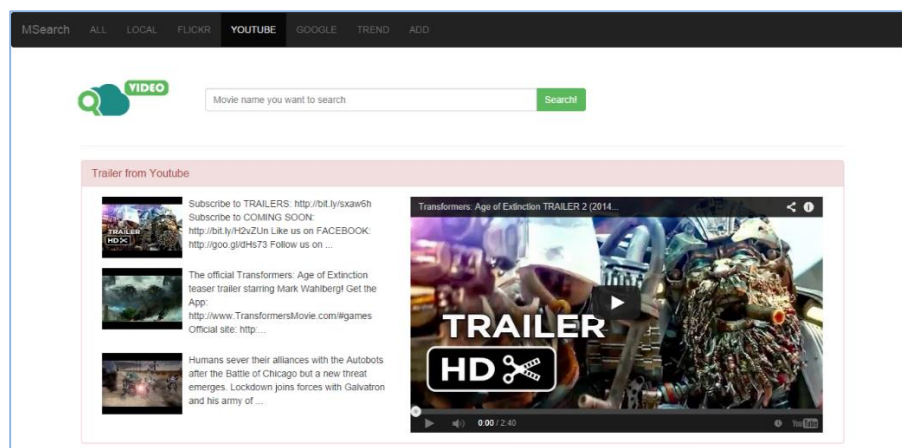 MSearch ALL LOCAL FLICKR YOUTUBE GOOGLE TREND ADD
VIDEO
Movie name you want to search
Search!
Trailer from Youtube
TRAILER
HD
Subscribe to TRAILERS: http://bit.ly/sxaw6h
Subscribe to COMING SOON:
http://bit.ly/H2vZUn Like us on FACEBOOK:
http://goo.gl/dHs73 Follow us on ...
The official Transformers: Age of Extinction
teaser trailer starring Mark Wahlberg! Get the
App:
http://www.TransformersMovie.com/#games
Official site: http:...
Humans sever their alliances with the Autobots
after the Battle of Chicago but a new threat
emerges. Lockdown joins forces with Galvatron
and his army of ...
Transformers: Age of Extinction TRAILER 2 (2014...
TRAILER
HD
0:00 / 2:40
YouTube